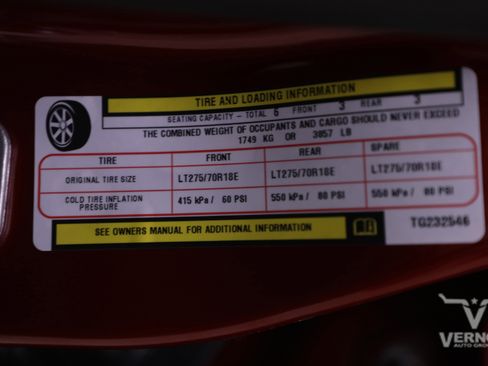 TIRE AND LOADING INFORMATION
SEATING CAPACITY - TOTAL 6 FRONT 3 REAR 3
THE COMBINED WEIGHT OF OCCUPANTS AND CARGO SHOULD NEVER EXCEED
1749 KG OR 3857 LB
TIRE FRONT REAR SPARE
ORIGINAL TIRE SIZE LT275/70R18E LT275/70R18E LT275/70R18E
COLD TIRE INFLATION PRESSURE 415 kPa / 60 PSI 550 kPa / 80 PSI 550 kPa / 80 PSI
SEE OWNERS MANUAL FOR ADDITIONAL INFORMATION
TG232546
AUTO GROU